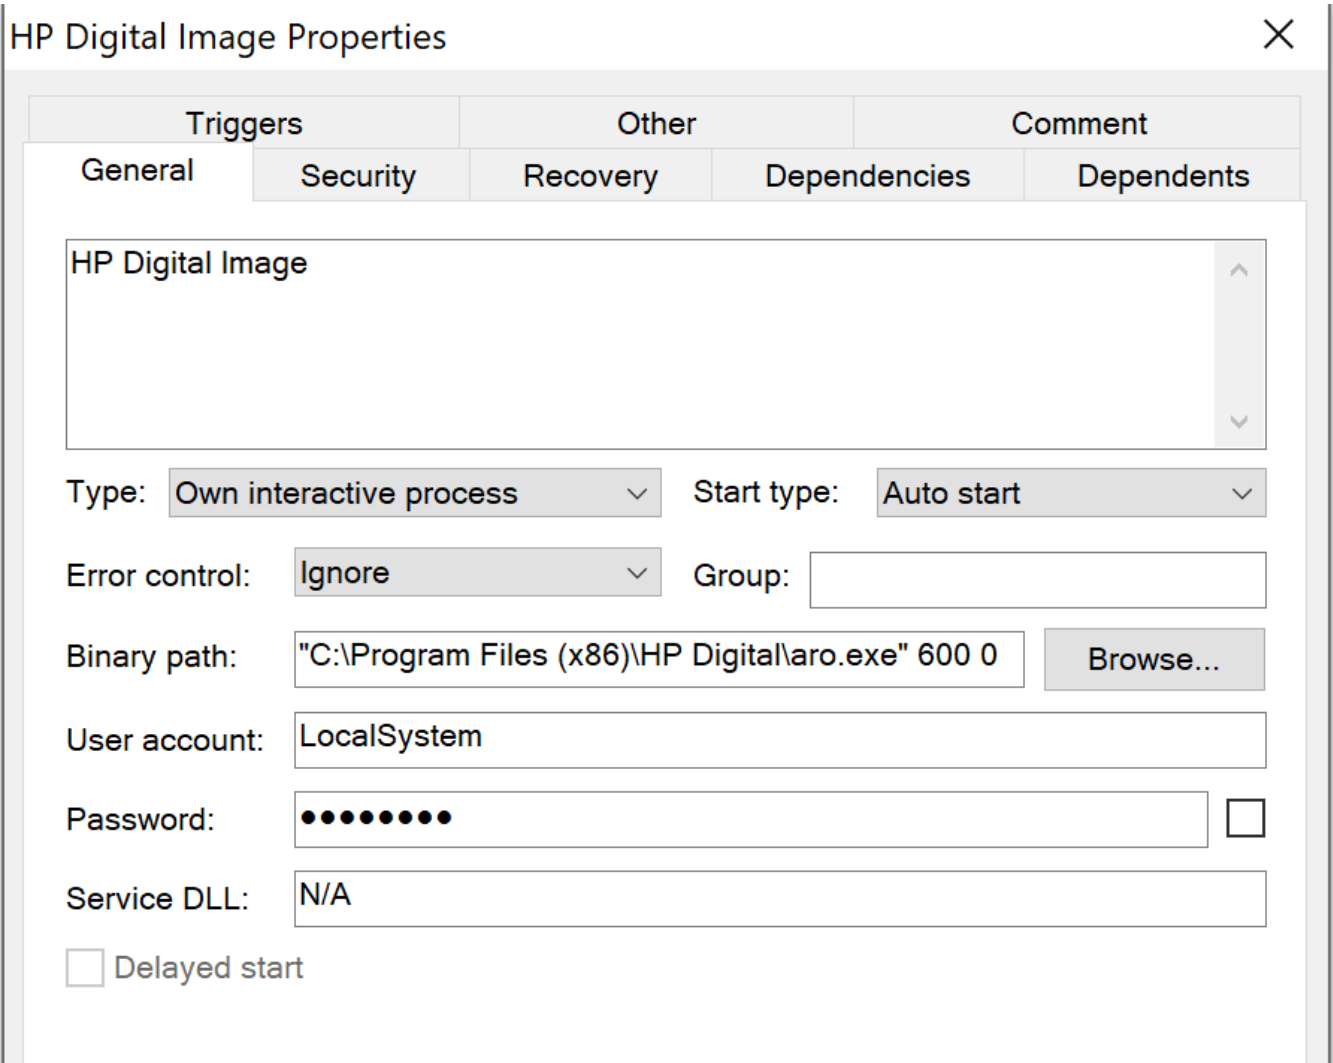 HP Digital Image Properties
Triggers Other Comment
General Security Recovery Dependencies Dependents
HP Digital Image
Type: Own interactive process Start type: Auto start
Error control: Ignore Group:
Binary path: "C:\Program Files (x86)\HP Digital\aro.exe" 600 0 Browse...
User account: LocalSystem
Password: ●●●●●●●●
Service DLL: N/A
Delayed start